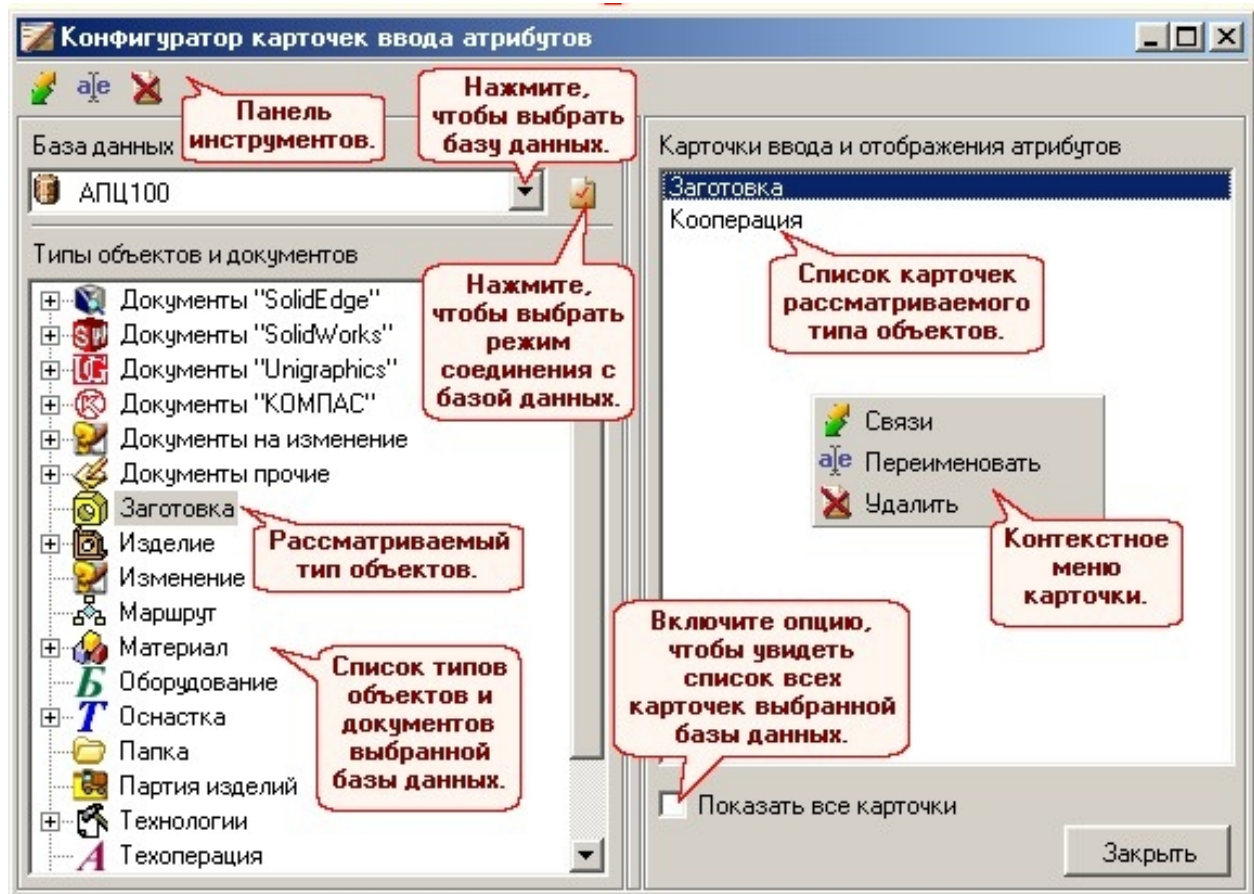 Конфигуратор карточек ввода атрибутов
a|e
Панель
инструментов.
Нажмите,
чтобы выбрать
базу данных.
База данных
АПЦ100
Карточки ввода и отображения атрибутов
Заготовка
Кооперация
Список карточек
рассматриваемого
типа объектов.
Типы объектов и документов
Нажмите,
чтобы выбрать
режим
соединения с
базой данных.
Документы "SolidEdge"
Документы "SolidWorks"
Документы "Unigraphics"
Документы "КОМПАС"
Документы на изменение
Документы прочие
Заготовка
Изделие
Изменение
Маршрут
Материал
Оборудование
Оснастка
Папка
Партия изделий
Технологии
Техоперация
Рассматриваемый
тип объектов.
Список типов
объектов и
документов
выбранной
базы данных.
Связи
a|e Переименовать
Удалить
Контекстное
меню
карточки.
Включите опцию,
чтобы увидеть
список всех
карточек выбранной
базы данных.
Показать все карточки
Закрыть